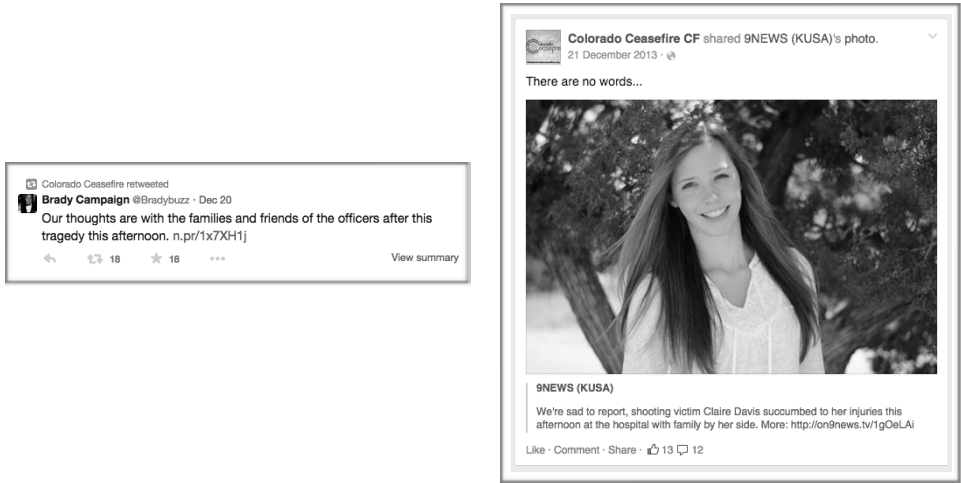 Colorado Ceasefire retweeted
Brady Campaign @Bradybuzz · Dec 20
Our thoughts are with the families and friends of the officers after this
tragedy this afternoon. n.pr/1x7XH1j
18 18
View summary
Colorado Ceasefire CF shared 9NEWS (KUSA)'s photo.
21 December 2013 ·
There are no words...
9NEWS (KUSA)
We're sad to report, shooting victim Claire Davis succumbed to her injuries this
afternoon at the hospital with family by her side. More: http://on9news.tv/1gOeLAi
Like · Comment · Share · 13 12